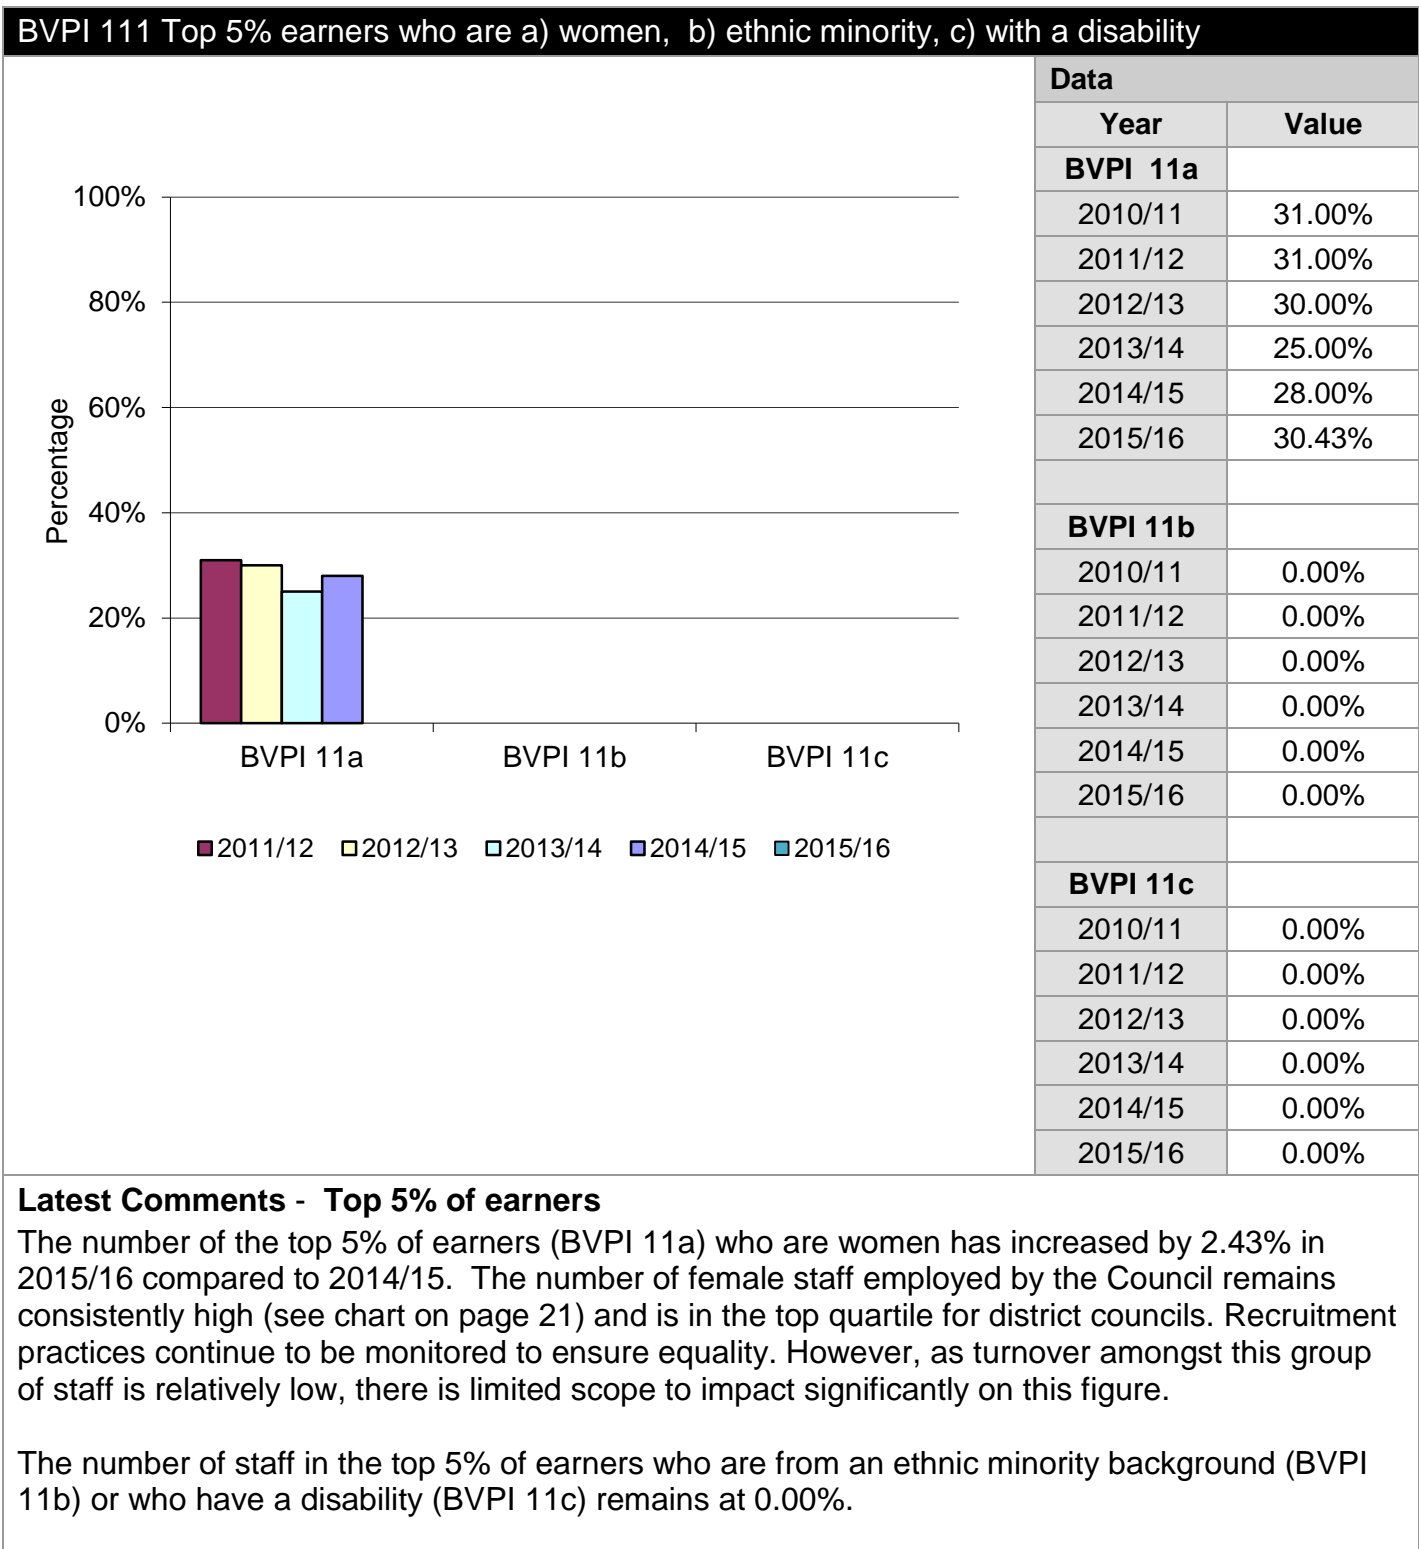 BVPI 111 Top 5% earners who are a) women, b) ethnic minority, c) with a disability
100%
80%
60%
40%
20%
0%
Percentage
BVPI 11a BVPI 11b BVPI 11c
2011/12 2012/13 2013/14 2014/15 2015/16
Data
Year Value
BVPI 11a
2010/11 31.00%
2011/12 31.00%
2012/13 30.00%
2013/14 25.00%
2014/15 28.00%
2015/16 30.43%
BVPI 11b
2010/11 0.00%
2011/12 0.00%
2012/13 0.00%
2013/14 0.00%
2014/15 0.00%
2015/16 0.00%
BVPI 11c
2010/11 0.00%
2011/12 0.00%
2012/13 0.00%
2013/14 0.00%
2014/15 0.00%
2015/16 0.00%
Latest Comments - Top 5% of earners
The number of the top 5% of earners (BVPI 11a) who are women has increased by 2.43% in
2015/16 compared to 2014/15. The number of female staff employed by the Council remains
consistently high (see chart on page 21) and is in the top quartile for district councils. Recruitment
practices continue to be monitored to ensure equality. However, as turnover amongst this group
of staff is relatively low, there is limited scope to impact significantly on this figure.
The number of staff in the top 5% of earners who are from an ethnic minority background (BVPI
11b) or who have a disability (BVPI 11c) remains at 0.00%.